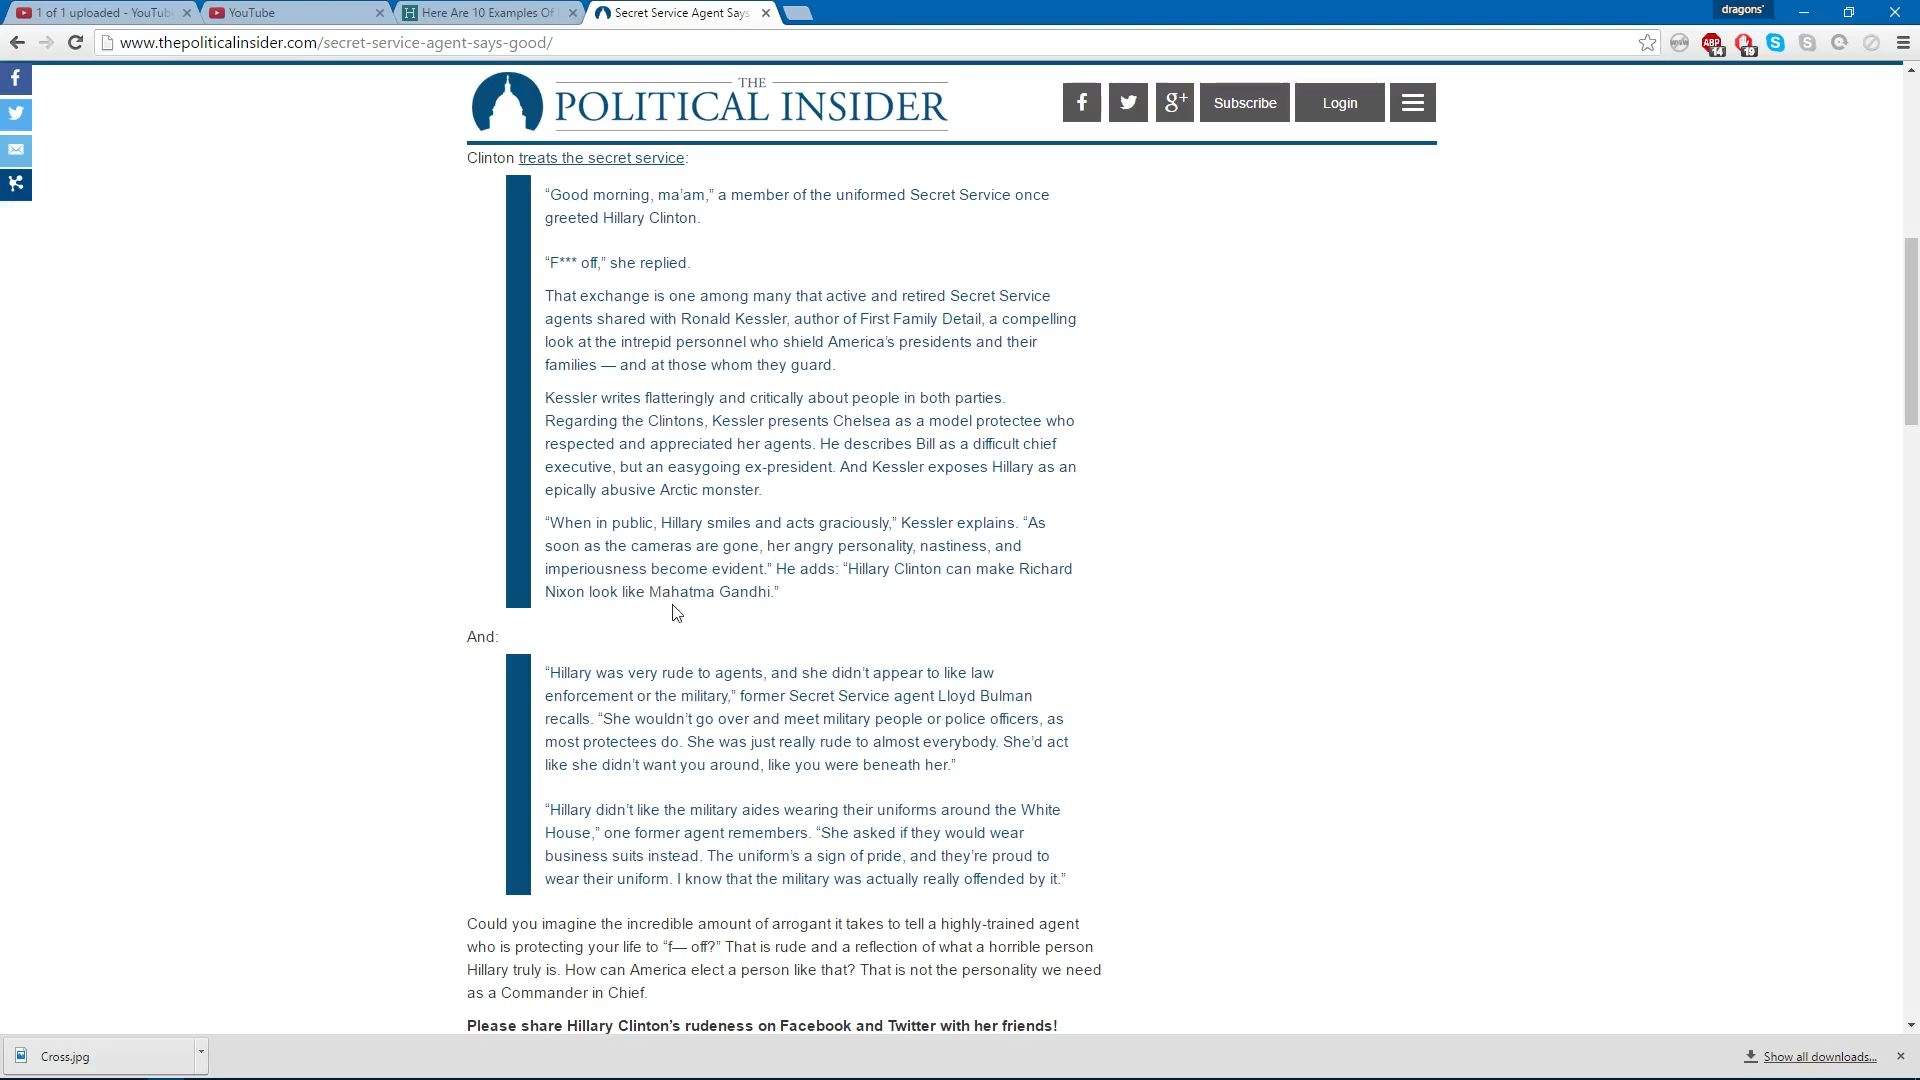 1 of 1 uploaded - YouTub
YouTube
Here Are 10 Examples Of
Secret Service Agent Says
dragons'
www.thepoliticalinsider.com/secret-service-agent-says-good/
ABP
14
19
THE
POLITICAL INSIDER
f
g+
Subscribe
Login
Clinton treats the secret service:
“Good morning, ma’am,” a member of the uniformed Secret Service once
greeted Hillary Clinton.
“F*** off,” she replied.
That exchange is one among many that active and retired Secret Service
agents shared with Ronald Kessler, author of First Family Detail, a compelling
look at the intrepid personnel who shield America’s presidents and their
families — and at those whom they guard.
Kessler writes flatteringly and critically about people in both parties.
Regarding the Clintons, Kessler presents Chelsea as a model protectee who
respected and appreciated her agents. He describes Bill as a difficult chief
executive, but an easygoing ex-president. And Kessler exposes Hillary as an
epically abusive Arctic monster.
“When in public, Hillary smiles and acts graciously,” Kessler explains. “As
soon as the cameras are gone, her angry personality, nastiness, and
imperiousness become evident.” He adds: “Hillary Clinton can make Richard
Nixon look like Mahatma Gandhi.”
And:
“Hillary was very rude to agents, and she didn’t appear to like law
enforcement or the military,” former Secret Service agent Lloyd Bulman
recalls. “She wouldn’t go over and meet military people or police officers, as
most protectees do. She was just really rude to almost everybody. She’d act
like she didn’t want you around, like you were beneath her.”
“Hillary didn’t like the military aides wearing their uniforms around the White
House,” one former agent remembers. “She asked if they would wear
business suits instead. The uniform’s a sign of pride, and they’re proud to
wear their uniform. I know that the military was actually really offended by it.”
Could you imagine the incredible amount of arrogant it takes to tell a highly-trained agent
who is protecting your life to “f— off?” That is rude and a reflection of what a horrible person
Hillary truly is. How can America elect a person like that? That is not the personality we need
as a Commander in Chief.
Please share Hillary Clinton’s rudeness on Facebook and Twitter with her friends!
Cross.jpg
Show all downloads...